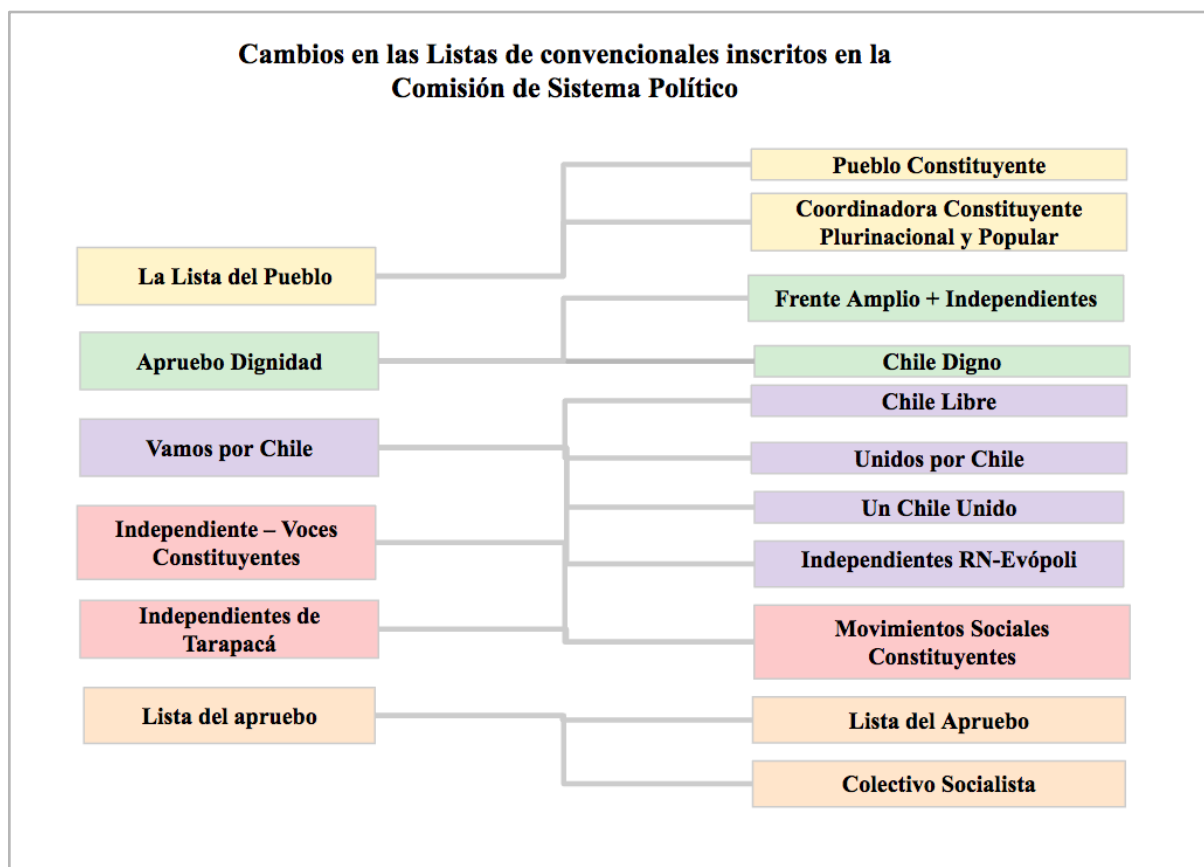 Cambios en las Listas de convencionales inscritos en la
Comisión de Sistema Político
La Lista del Pueblo
Apruebo Dignidad
Vamos por Chile
Independiente – Voces
Constituyentes
Independientes de
Tarapacá
Lista del apruebo
Pueblo Constituyente
Coordinadora Constituyente
Plurinacional y Popular
Frente Amplio + Independientes
Chile Digno
Chile Libre
Unidos por Chile
Un Chile Unido
Independientes RN-Evópoli
Movimientos Sociales
Constituyentes
Lista del Apruebo
Colectivo Socialista